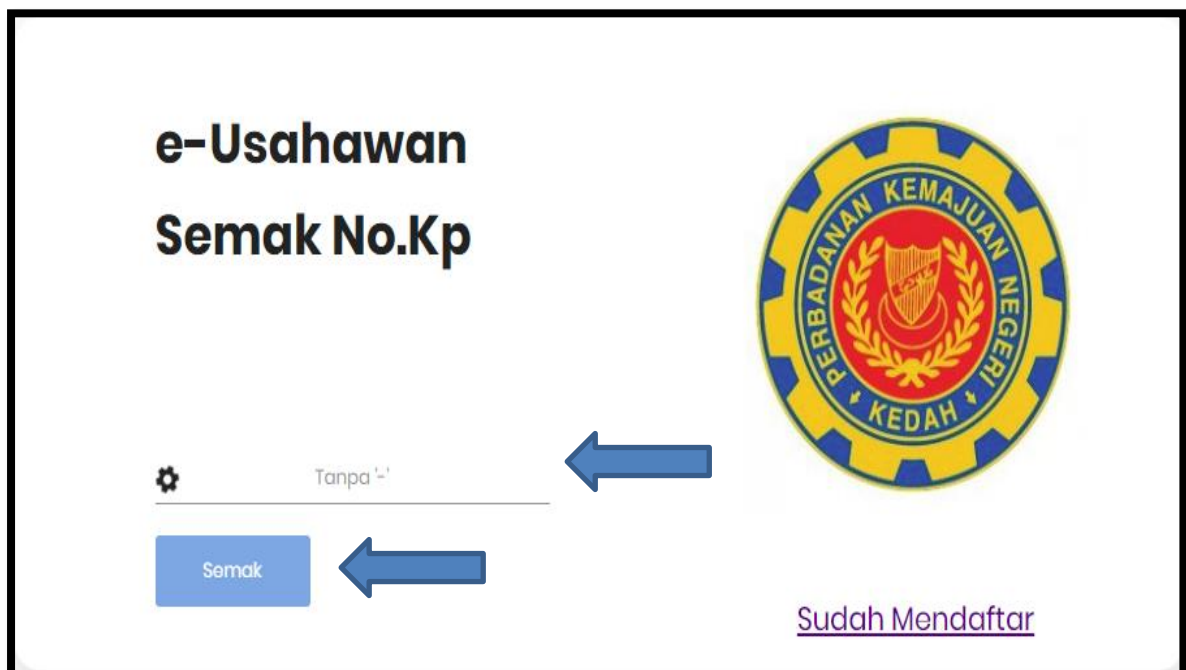 e-Usahawan
Semak No.Kp
Tanpa '-'
Semak
PERBADANAN KEMAJUAN NEGERI
KEDAH
Sudah Mendaftar